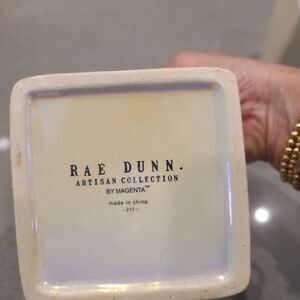 RAE DUNN.
ARTISAN COLLECTION
BY MAGENTA™
made in china.
-213-